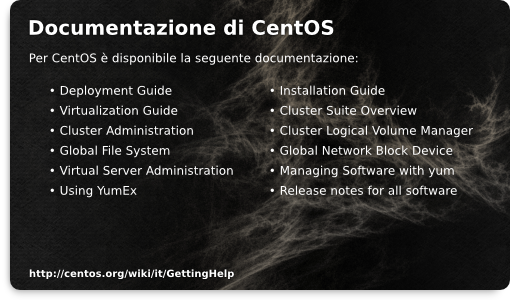 Documentazione di CentOS
Per CentOS è disponibile la seguente documentazione:
• Deployment Guide
• Virtualization Guide
• Cluster Administration
• Global File System
• Virtual Server Administration
• Using YumEx
• Installation Guide
• Cluster Suite Overview
• Cluster Logical Volume Manager
• Global Network Block Device
• Managing Software with yum
• Release notes for all software
http://centos.org/wiki/it/GettingHelp